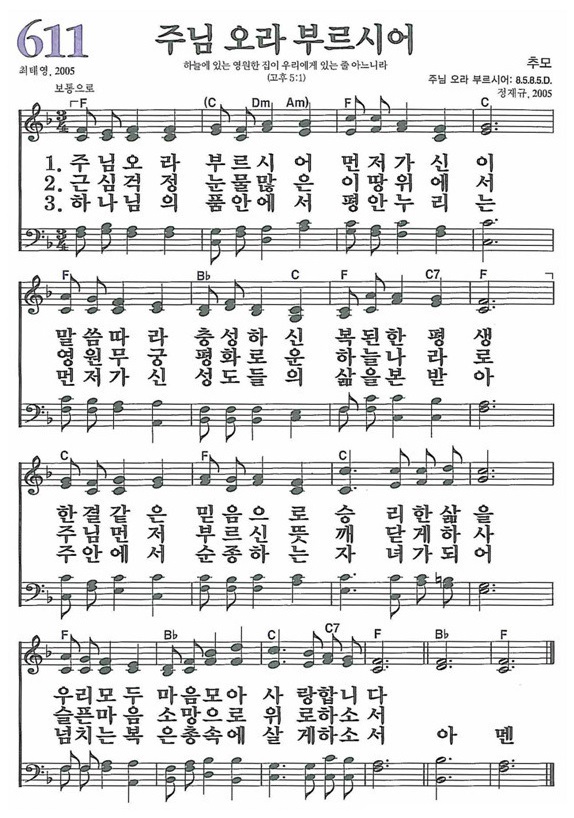 611
주님 오라 부르시어
최태영, 2005
하늘에 있는 영원한 집이 우리에게 있는 줄 아느니라
(고후 5:1)
추모
주님 오라 부르시어: 8.5.8.5.D.
정재규, 2005
보통으로
F (C Dm Am) F C
1. 주님오라 부르시어 먼저가신이
2. 근심걱정 눈물많은 이땅위에서
3. 하나님의 품안에서 평안누리는
F B♭ C F C7 F
말씀따라 충성하신 복된한평생
영원무궁 평화로운 하늘나라로
먼저가신 성도들의 삶을본받아
F C F C
한결같은 믿음으로 승리한삶을
주님먼저 부르신뜻 깨닫게하사
주안에서 순종하는 자녀가되어
F B♭ C C7 F B♭ F
우리모두 마음모아 사랑합니다
슬픈마음 소망으로 위로하소서
넘치는복 은총속에 살게하소서 아멘